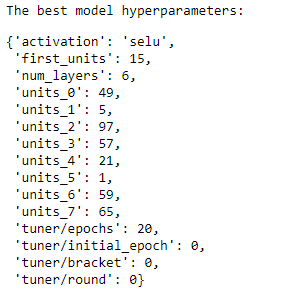 The best model hyperparameters:
{'activation': 'selu',
'first_units': 15,
'num_layers': 6,
'units_0': 49,
'units_1': 5,
'units_2': 97,
'units_3': 57,
'units_4': 21,
'units_5': 1,
'units_6': 59,
'units_7': 65,
'tuner/epochs': 20,
'tuner/initial_epoch': 0,
'tuner/bracket': 0,
'tuner/round': 0}